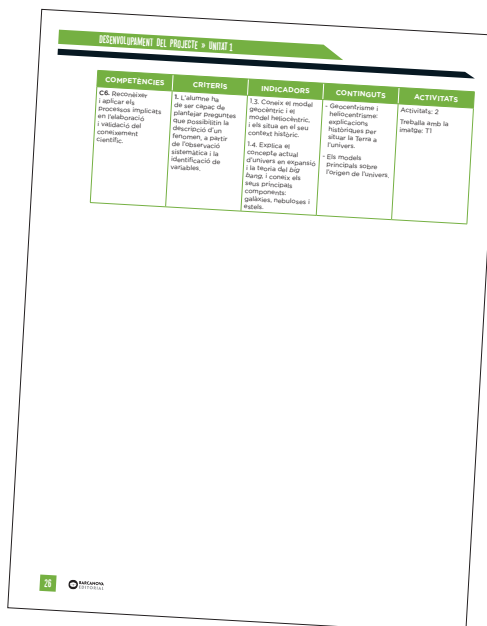 DESENVOLUPAMENT DEL PROJECTE » UNITAT 1
COMPETÈNCIES
CRITERIS
INDICADORS
CONTINGUTS
ACTIVITATS
C6. Reconèixer
i aplicar els
processos implicats
en l'elaboració
i validació del
coneixement
científic.
1. L'alumne ha
de ser capaç de
plantejar preguntes
que possibilitin la
descripció d'un
fenomen, a partir
de l'observació
sistemàtica i la
identificació de
variables.
1.3. Coneix el model
geocèntric i el
model heliocèntric,
i els situa en el seu
context històric.
1.4. Explica el
concepte actual
d'univers en expansió
i la teoria del big
bang, i coneix els
seus principals
components:
galàxies, nebuloses i
estels.
- Geocentrisme i
heliocentrisme:
explicacions
històriques per
situar la Terra a
l'univers.
- Els models
principals sobre
l'origen de l'univers.
Activitats: 2
Treballa amb la
imatge: T1
26
BARCANOVA
EDITORIAL